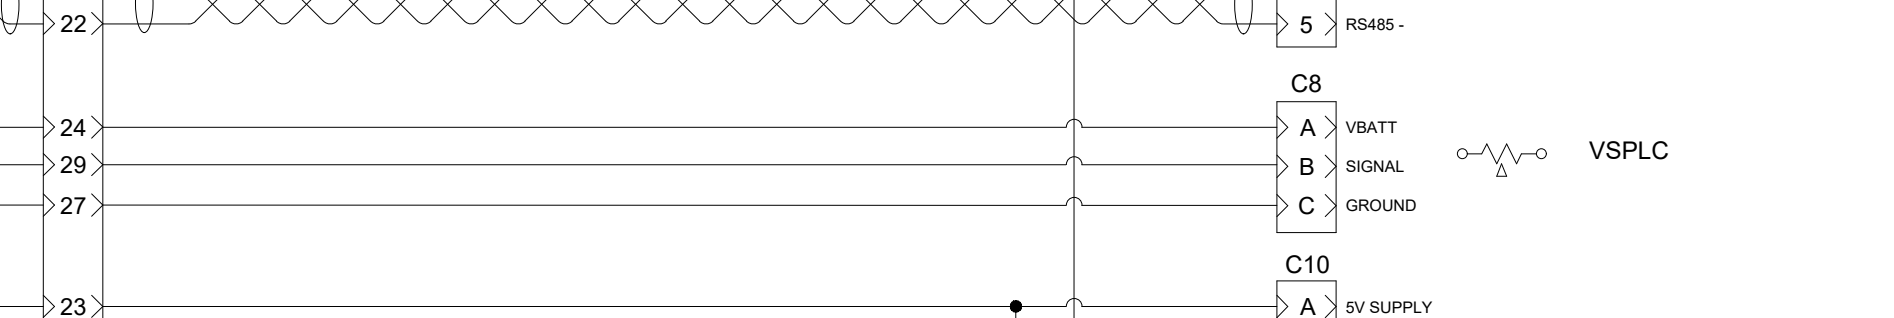 22 5 RS485 -
C8
24 A VBATT
29 B SIGNAL VSPLC
27 C GROUND
C10
23 A 5V SUPPLY